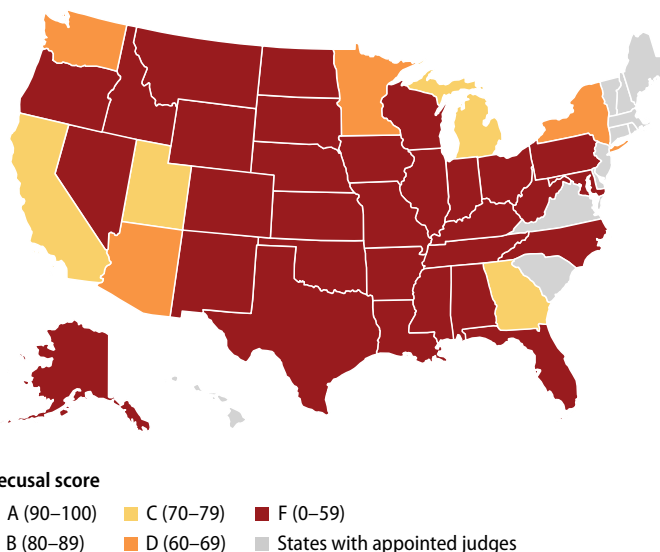 ecusal score
A (90–100) C (70–79) F (0–59)
B (80–89) D (60–69) States with appointed judges